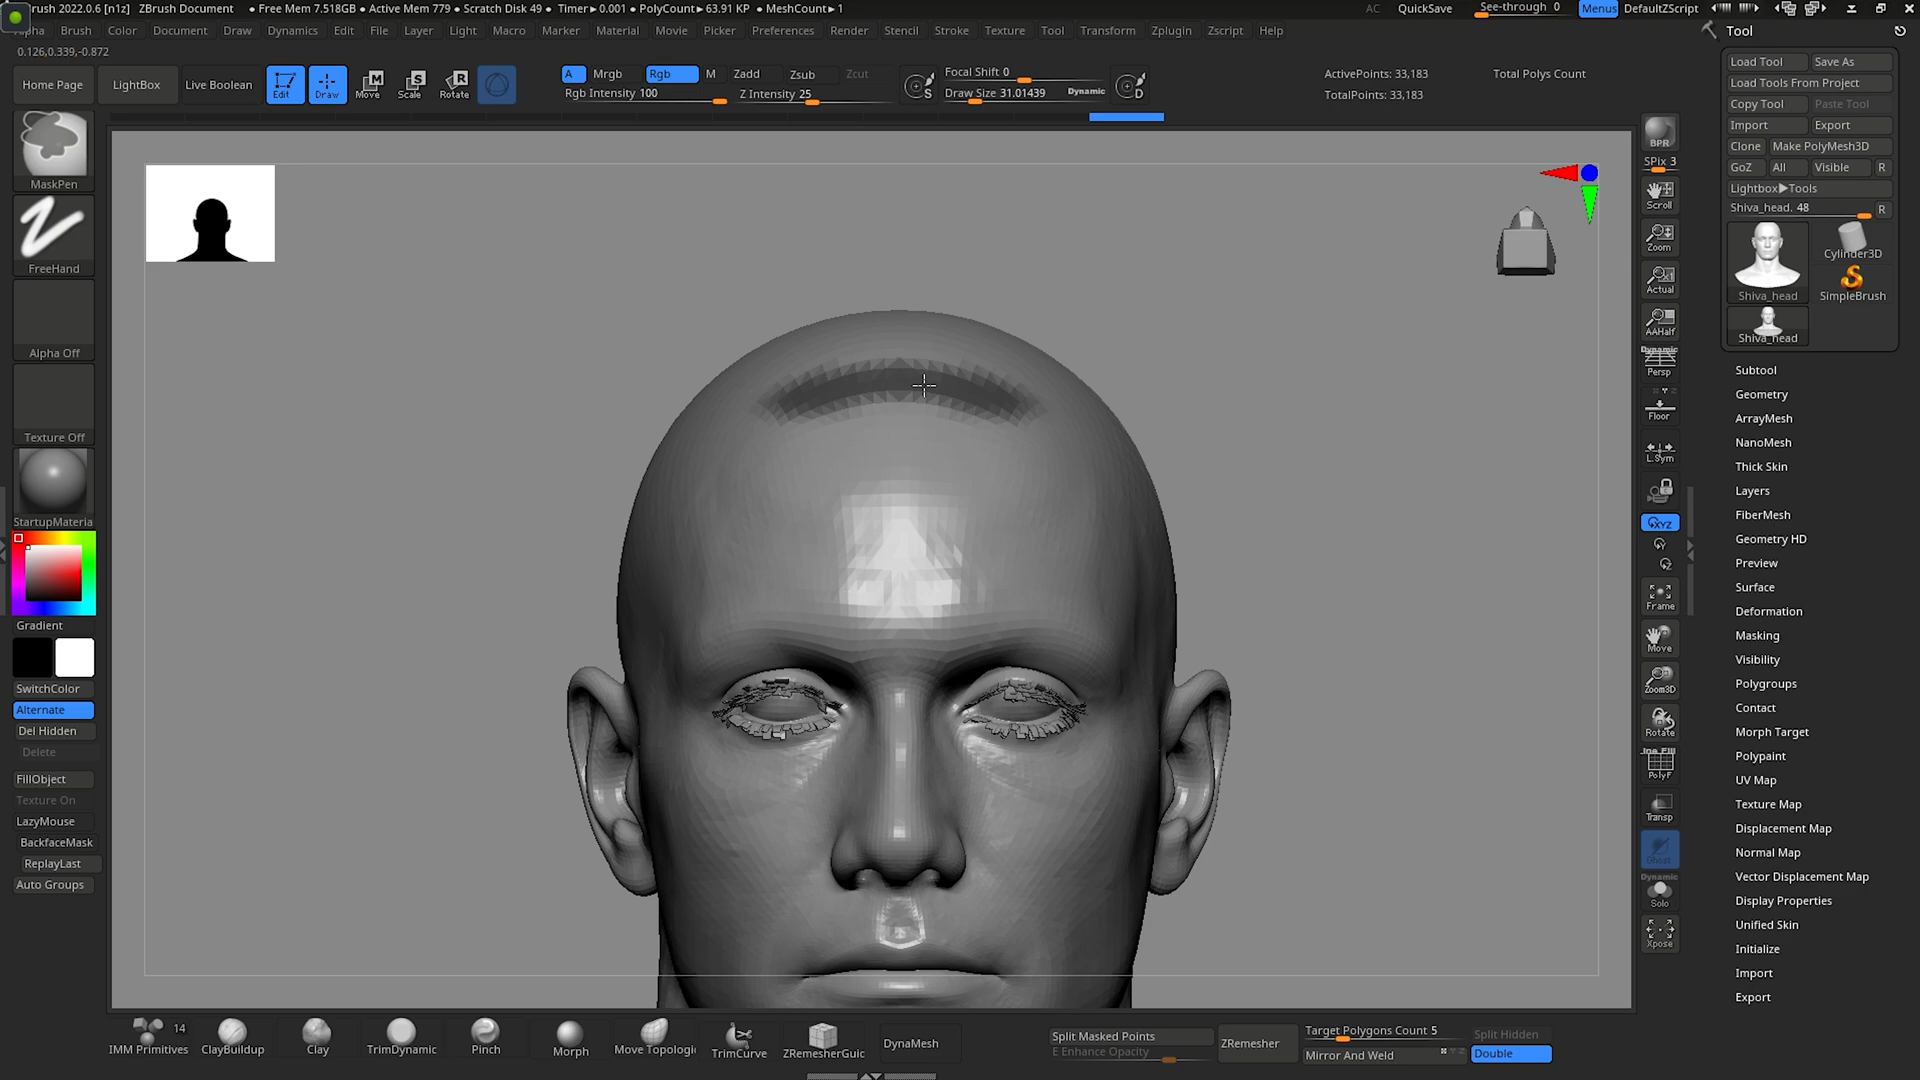 brush 2022.0.6 [n1z] ZBrush Document • Free Mem 7.518GB • Active Mem 779 • Scratch Disk 49 • Timer▸0.001 • PolyCount▸63.91 KP • MeshCount▸1 AC QuickSave See-through 0 Menus DefaultZScript
Alpha Brush Color Document Draw Dynamics Edit File Layer Light Macro Marker Material Movie Picker Preferences Render Stencil Stroke Texture Tool Transform Zplugin Zscript Help
0.126,0.339,-0.872
Home Page LightBox Live Boolean Edit Draw Move Scale Rotate
A Mrgb Rgb M Zadd Zsub Zcut
Rgb Intensity 100 Z Intensity 25
S Focal Shift 0
Draw Size 31.01439 Dynamic D
ActivePoints: 33,183 Total Polys Count
TotalPoints: 33,183
MaskPen
FreeHand
Alpha Off
Texture Off
StartupMateria
Gradient
SwitchColor
Alternate
Del Hidden
Delete
FillObject
Texture On
LazyMouse
BackfaceMask
ReplayLast
Auto Groups
BPR
SPix 3
Scroll
Zoom
Actual
AAHalf
Dynamic
Persp
Floor
L.Sym
XYZ
Y
Z
Frame
Move
Zoom3D
Rotate
Line Fill
PolyF
Transp
Ghost
Dynamic
Solo
Xpose
Tool
Load Tool Save As
Load Tools From Project
Copy Tool Paste Tool
Import Export
Clone Make PolyMesh3D
GoZ All Visible R
Lightbox▸Tools
Shiva_head. 48 R
Shiva_head Cylinder3D
SimpleBrush
Shiva_head
Subtool
Geometry
ArrayMesh
NanoMesh
Thick Skin
Layers
FiberMesh
Geometry HD
Preview
Surface
Deformation
Masking
Visibility
Polygroups
Contact
Morph Target
Polypaint
UV Map
Texture Map
Displacement Map
Normal Map
Vector Displacement Map
Display Properties
Unified Skin
Initialize
Import
Export
14
IMM Primitives ClayBuildup Clay TrimDynamic Pinch Morph Move Topologi TrimCurve ZRemesherGuic DynaMesh
Split Masked Points
E Enhance Opacity
ZRemesher
Target Polygons Count 5
Mirror And Weld
Split Hidden
Double